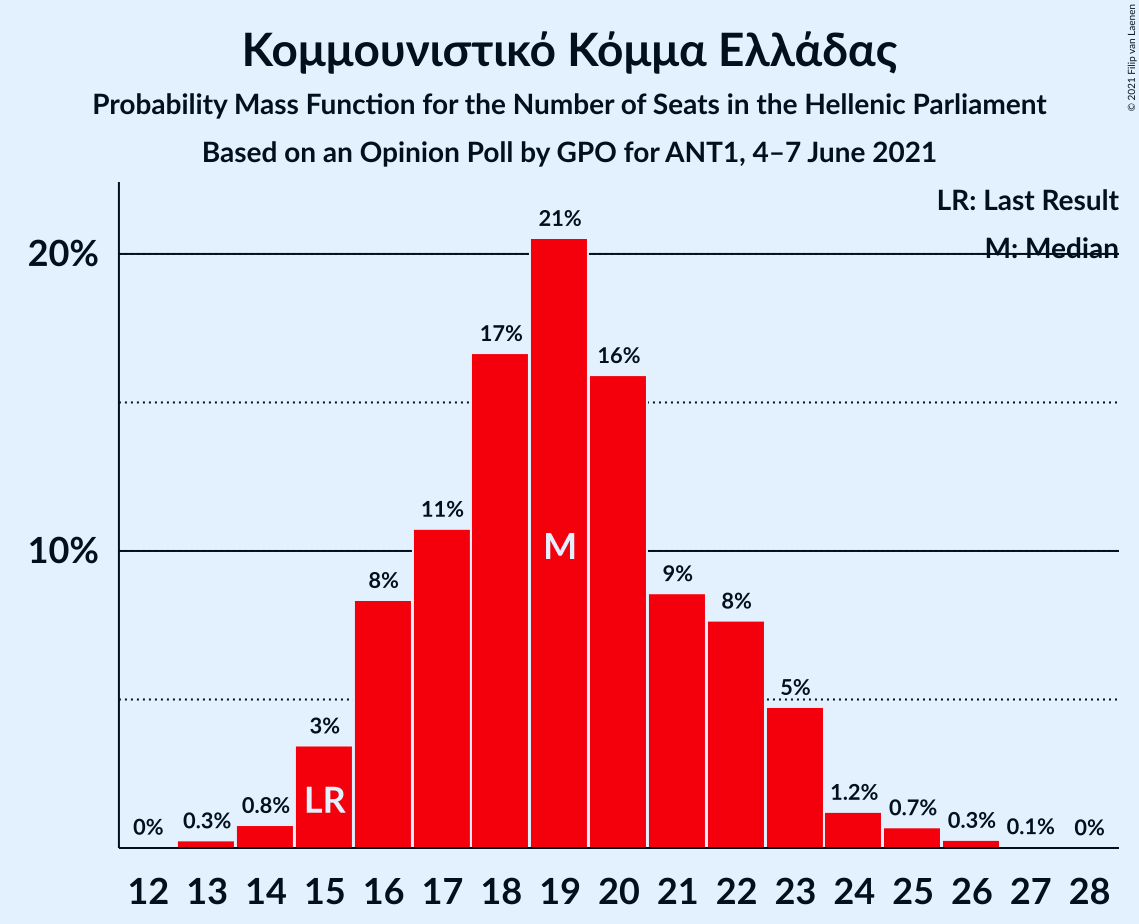 Κομμουνιστικό Κόμμα Ελλάδας
Probability Mass Function for the Number of Seats in the Hellenic Parliament
Based on an Opinion Poll by GPO for ANT1, 4–7 June 2021
© 2021 Filip van Laenen
LR: Last Result
M: Median
20%
10%
0%
0.3%
0.8%
3%
8%
11%
17%
21%
16%
9%
8%
5%
1.2%
0.7%
0.3%
0.1%
0%
LR
M
12 13 14 15 16 17 18 19 20 21 22 23 24 25 26 27 28